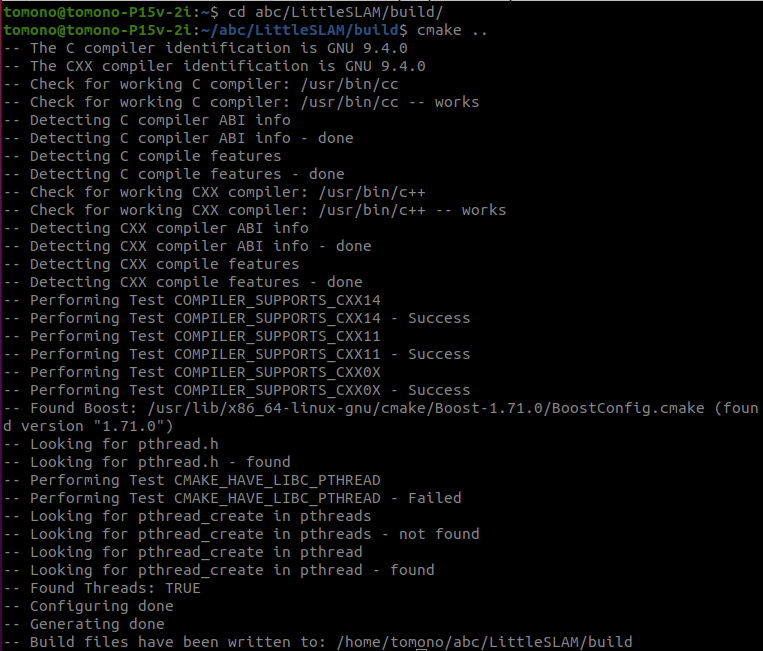 tomono@tomono-P15v-2i:~$ cd abc/LittleSLAM/build/
tomono@tomono-P15v-2i:~/abc/LittleSLAM/build$ cmake ..
-- The C compiler identification is GNU 9.4.0
-- The CXX compiler identification is GNU 9.4.0
-- Check for working C compiler: /usr/bin/cc
-- Check for working C compiler: /usr/bin/cc -- works
-- Detecting C compiler ABI info
-- Detecting C compiler ABI info - done
-- Detecting C compile features
-- Detecting C compile features - done
-- Check for working CXX compiler: /usr/bin/c++
-- Check for working CXX compiler: /usr/bin/c++ -- works
-- Detecting CXX compiler ABI info
-- Detecting CXX compiler ABI info - done
-- Detecting CXX compile features
-- Detecting CXX compile features - done
-- Performing Test COMPILER_SUPPORTS_CXX14
-- Performing Test COMPILER_SUPPORTS_CXX14 - Success
-- Performing Test COMPILER_SUPPORTS_CXX11
-- Performing Test COMPILER_SUPPORTS_CXX11 - Success
-- Performing Test COMPILER_SUPPORTS_CXX0X
-- Performing Test COMPILER_SUPPORTS_CXX0X - Success
-- Found Boost: /usr/lib/x86_64-linux-gnu/cmake/Boost-1.71.0/BoostConfig.cmake (foun
d version "1.71.0")
-- Looking for pthread.h
-- Looking for pthread.h - found
-- Performing Test CMAKE_HAVE_LIBC_PTHREAD
-- Performing Test CMAKE_HAVE_LIBC_PTHREAD - Failed
-- Looking for pthread_create in pthreads
-- Looking for pthread_create in pthreads - not found
-- Looking for pthread_create in pthread
-- Looking for pthread_create in pthread - found
-- Found Threads: TRUE
-- Configuring done
-- Generating done
-- Build files have been written to: /home/tomono/abc/LittleSLAM/build